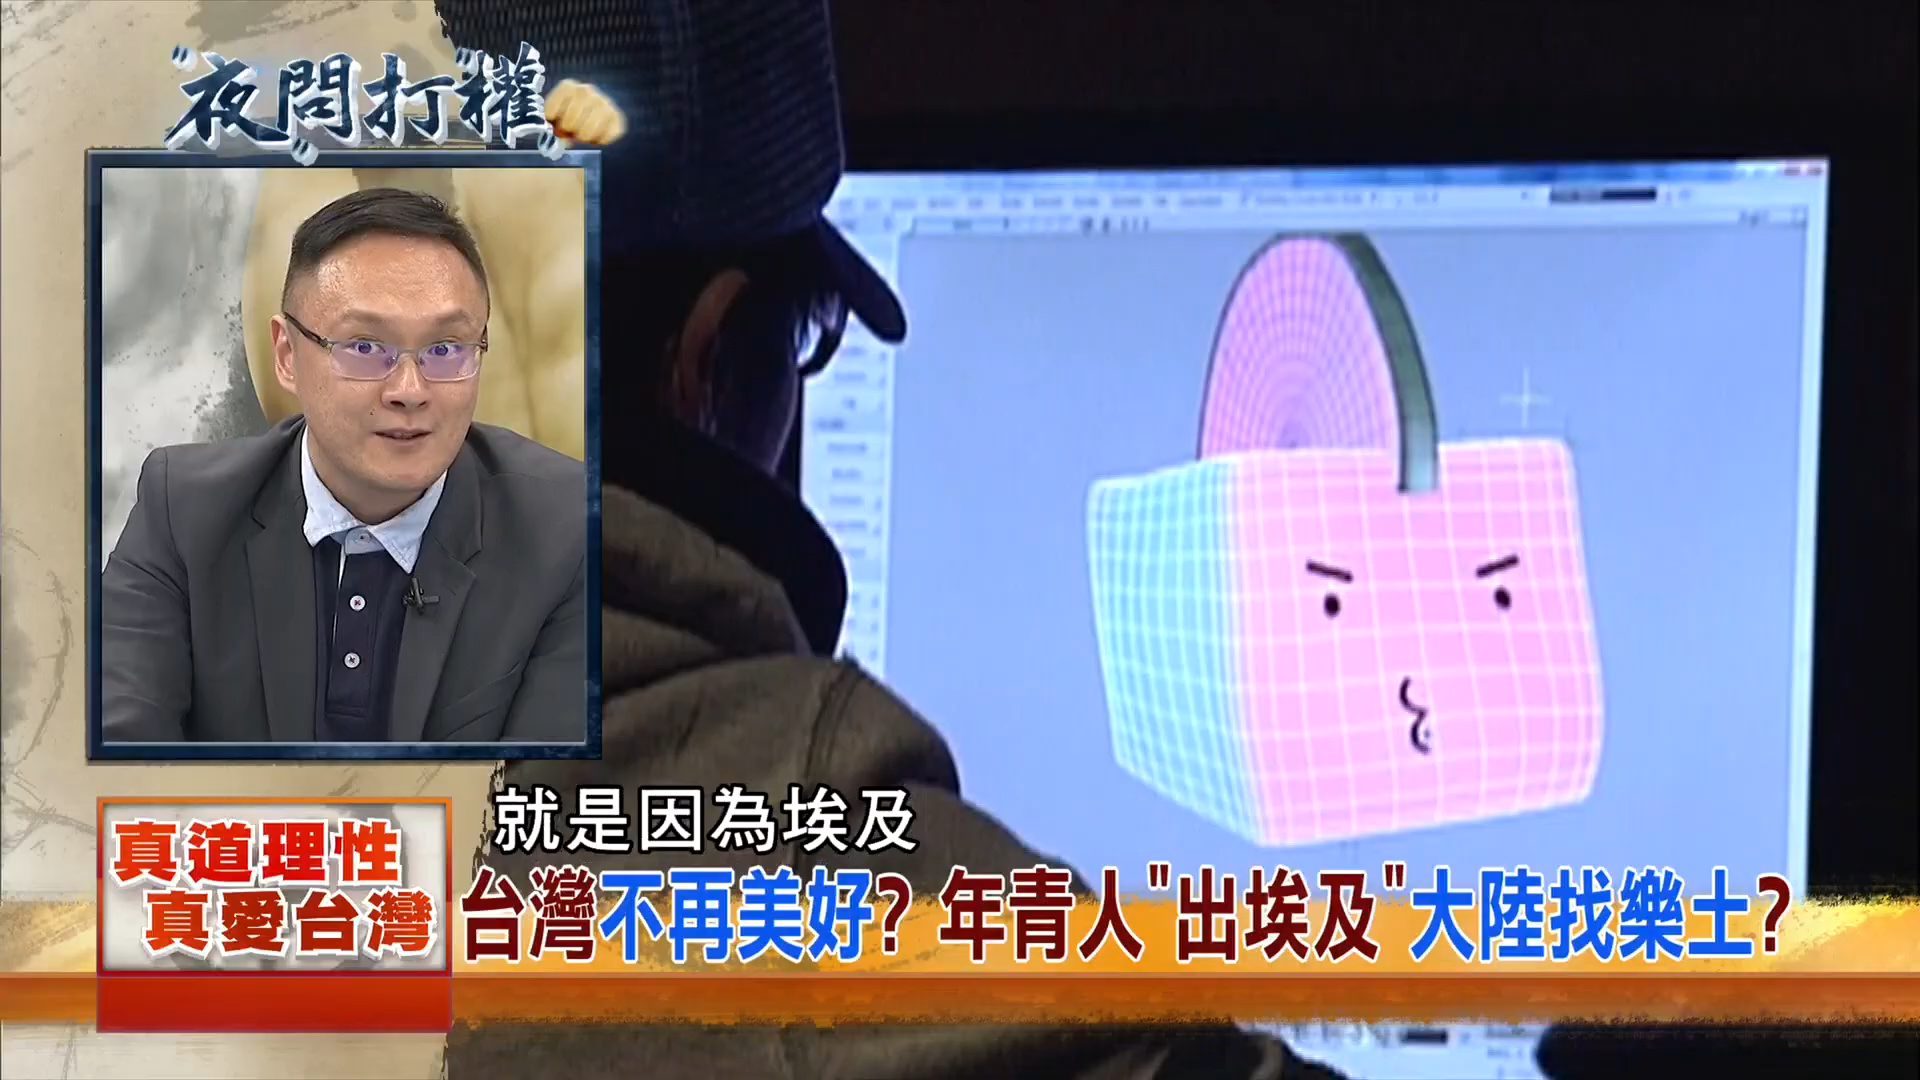 "夜問"打"權"
就是因為埃及
真道理性
真愛台灣
台灣不再美好? 年青人"出埃及"大陸找樂土?